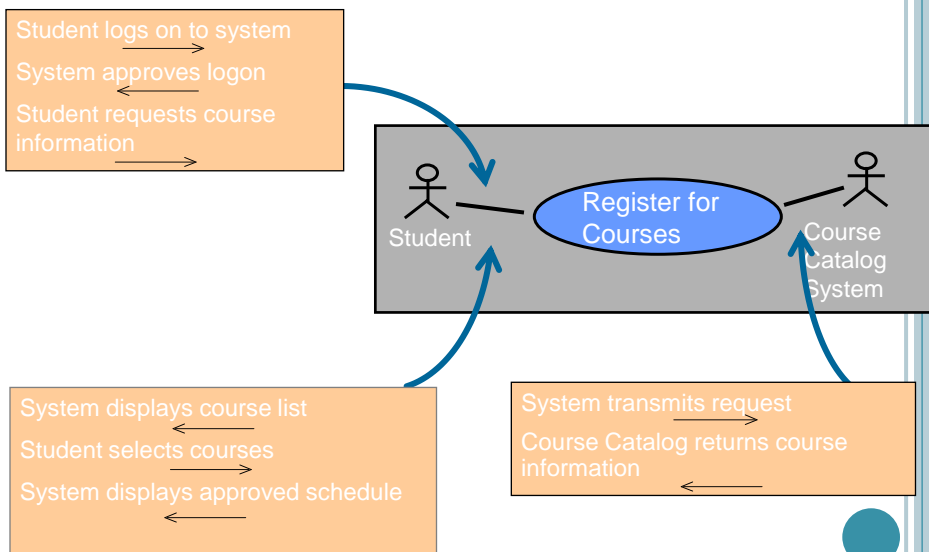 Student logs on to system
System approves logon
Student requests course
information
Student
Register for
Courses
Course
Catalog
System
System displays course list
Student selects courses
System displays approved schedule
System transmits request
Course Catalog returns course
information